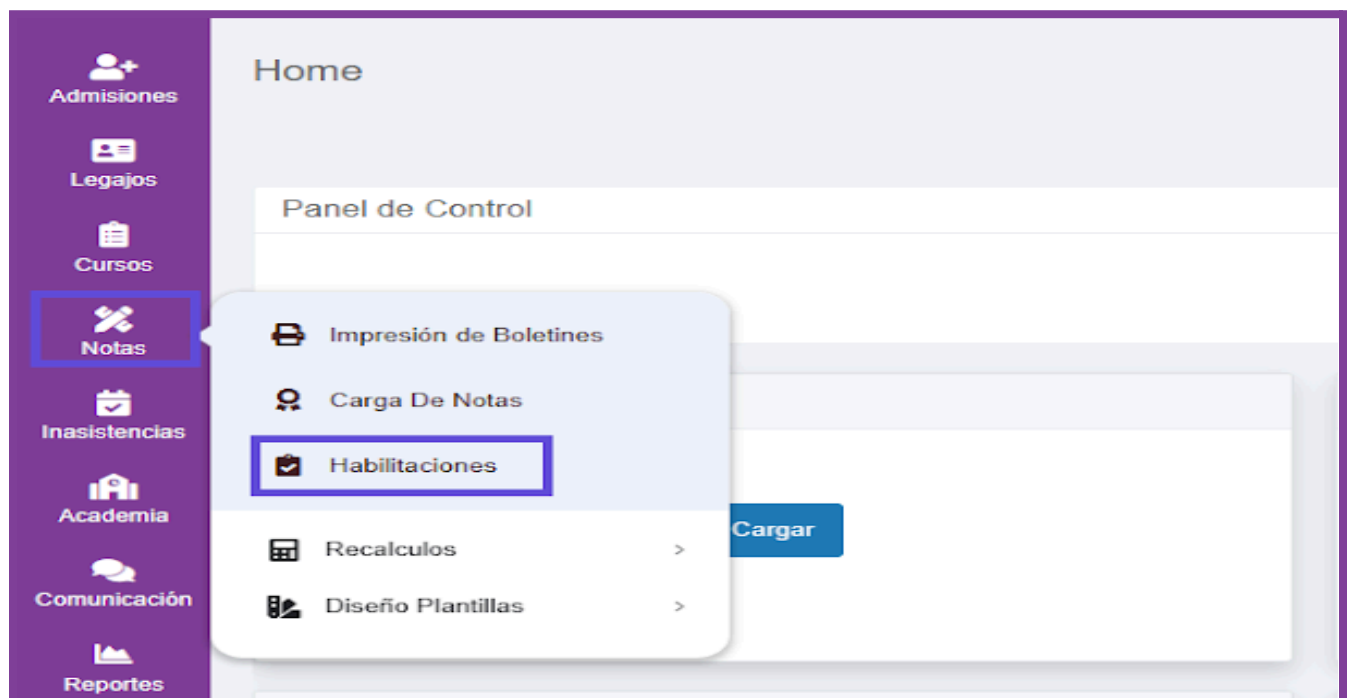 Admisiones
Legajos
Cursos
Notas
Inasistencias
Academia
Comunicación
Reportes
Home
Panel de Control
Impresión de Boletines
Carga De Notas
Habilitaciones
Recalculos >
Diseño Plantillas >
Cargar